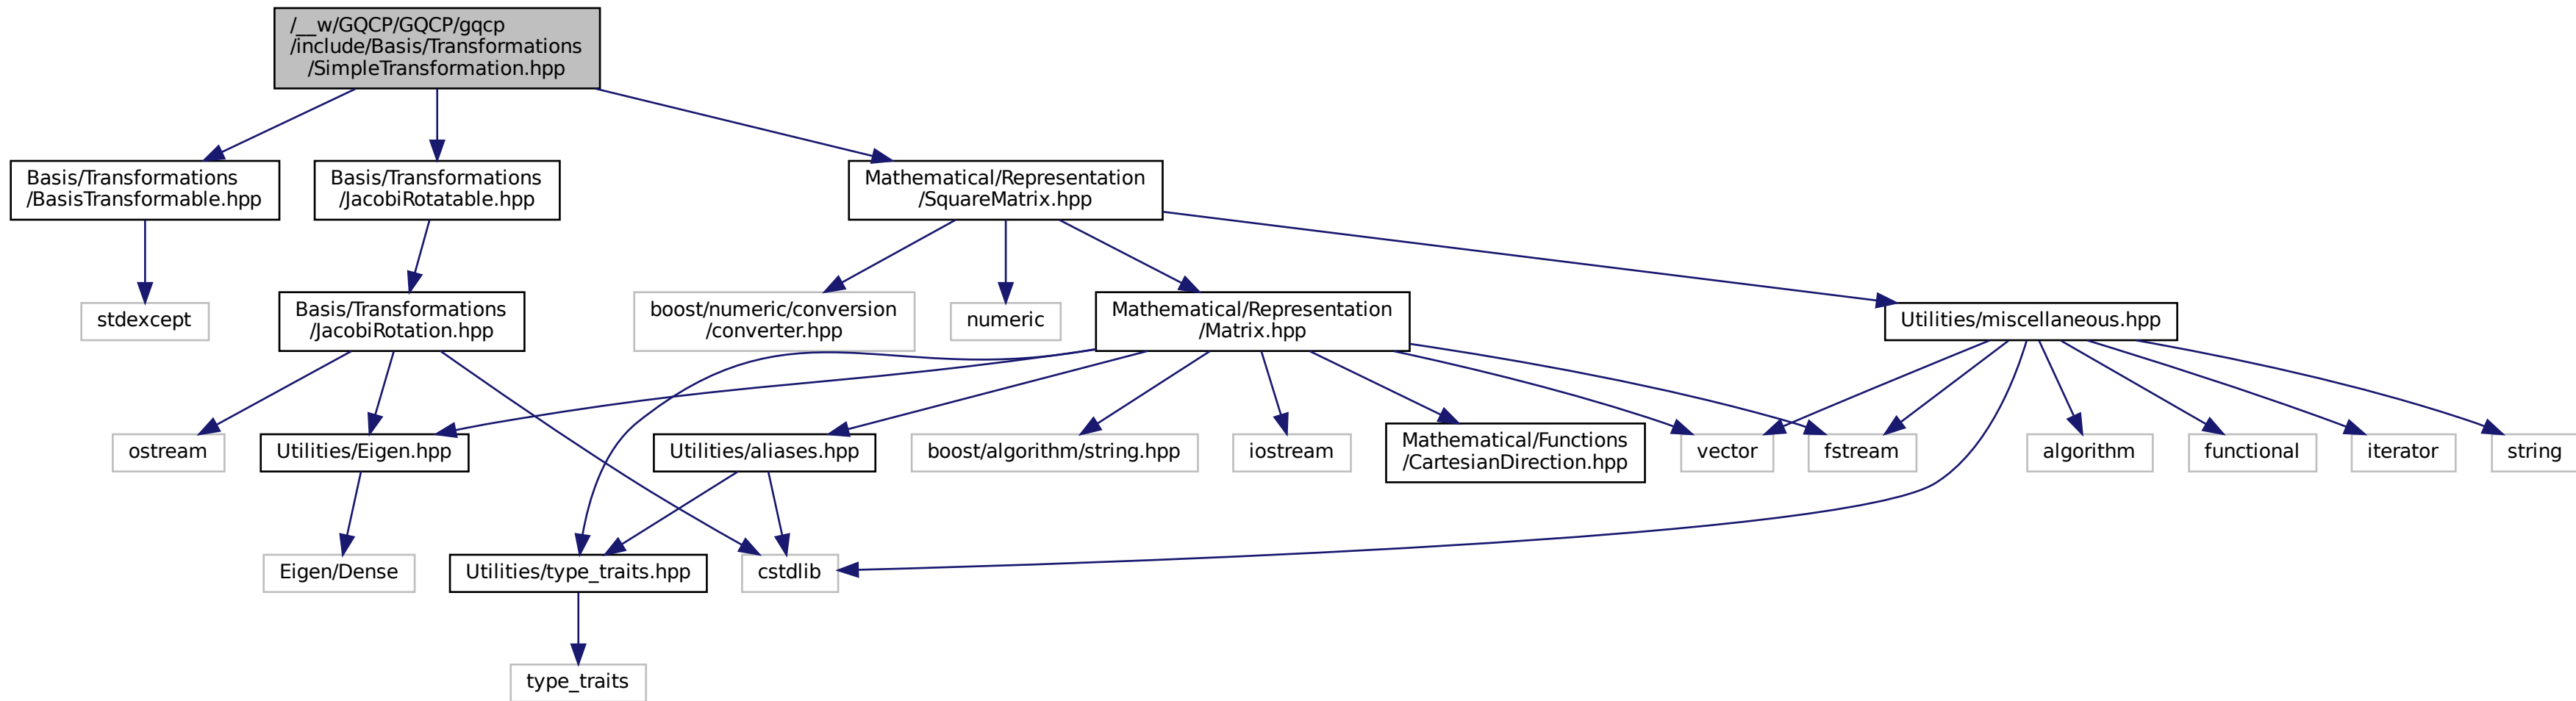 /__w/GQCP/GQCP/gqcp
/include/Basis/Transformations
/SimpleTransformation.hpp
Basis/Transformations
/BasisTransformable.hpp
Basis/Transformations
/JacobiRotatable.hpp
Mathematical/Representation
/SquareMatrix.hpp
stdexcept
Basis/Transformations
/JacobiRotation.hpp
boost/numeric/conversion
/converter.hpp
numeric
Mathematical/Representation
/Matrix.hpp
Utilities/miscellaneous.hpp
ostream
Utilities/Eigen.hpp
Utilities/aliases.hpp
boost/algorithm/string.hpp
iostream
Mathematical/Functions
/CartesianDirection.hpp
vector
fstream
algorithm
functional
iterator
string
Eigen/Dense
Utilities/type_traits.hpp
cstdlib
type_traits